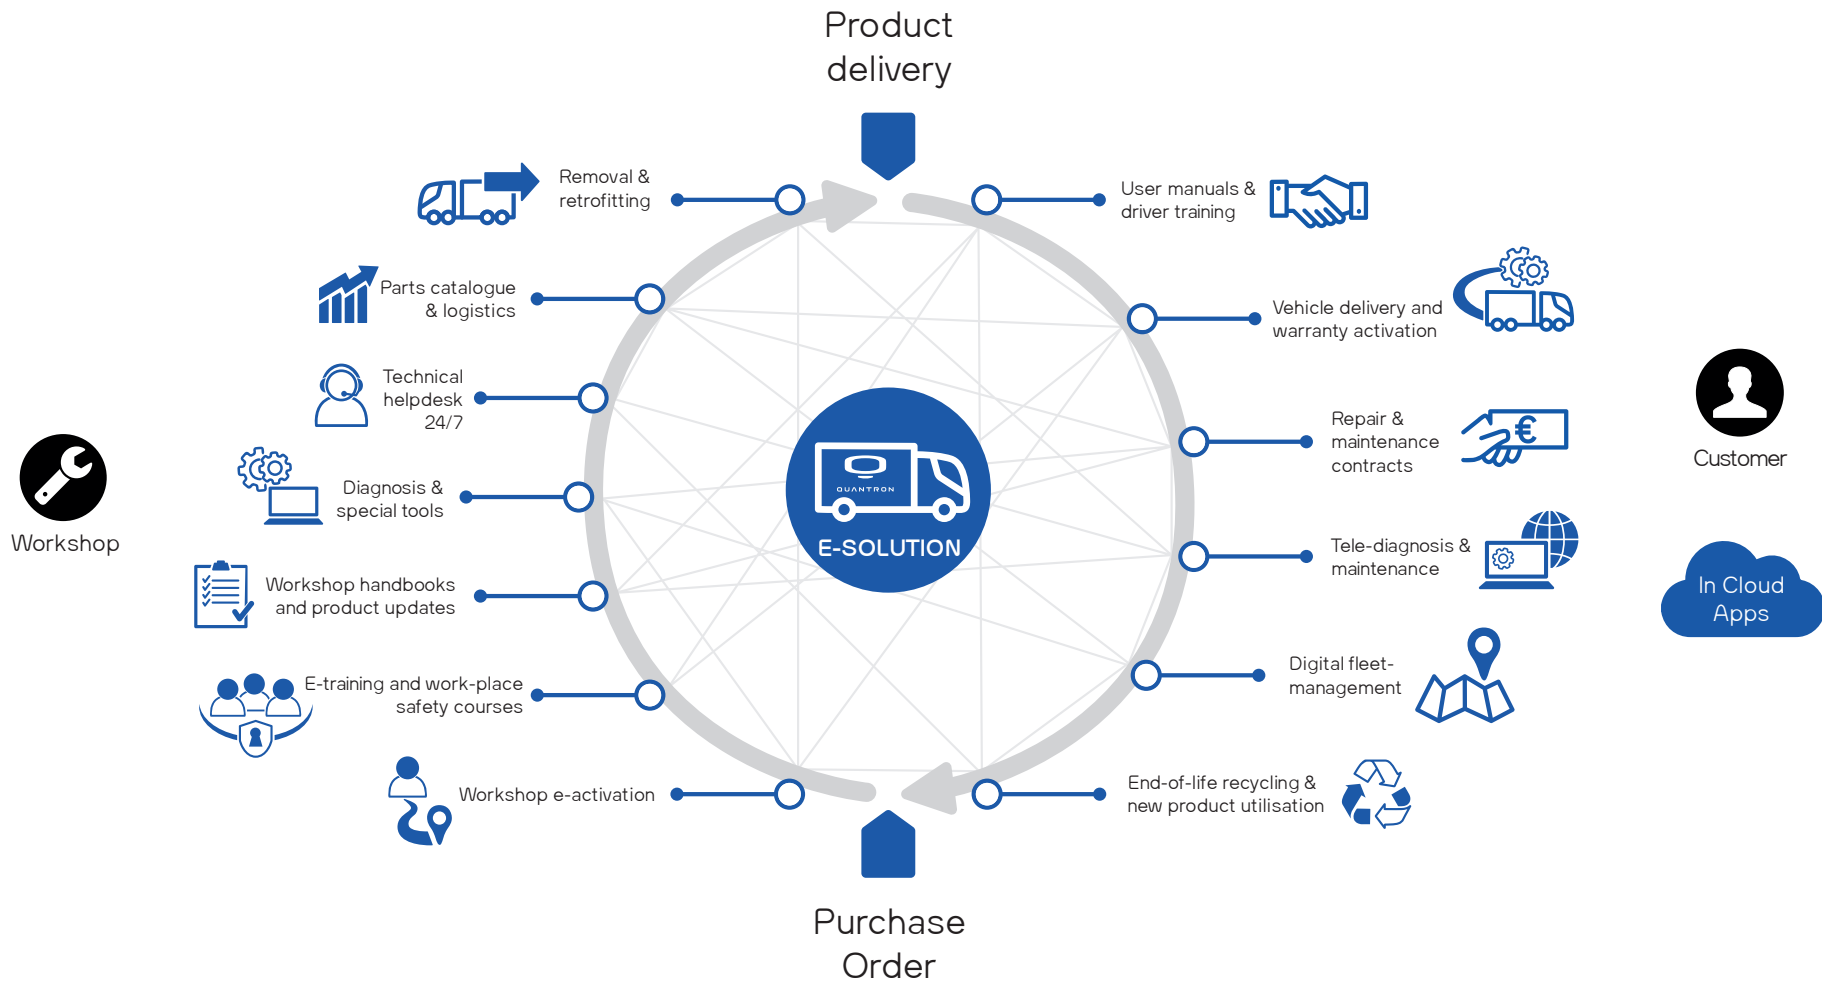 Product
delivery
Removal &
retrofitting
User manuals &
driver training
Parts catalogue
& logistics
Vehicle delivery and
warranty activation
Technical
helpdesk
24/7
Repair &
maintenance
contracts
Customer
Diagnosis &
special tools
Workshop
QUANTRON
E-SOLUTION
Tele-diagnosis &
maintenance
In Cloud
Apps
Workshop handbooks
and product updates
Digital fleet-
management
E-training and work-place
safety courses
Workshop e-activation
End-of-life recycling &
new product utilisation
Purchase
Order